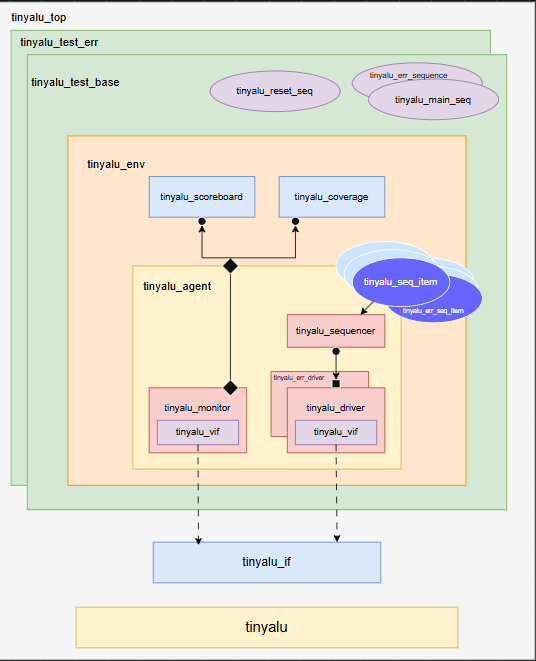 tinyalu_top
tinyalu_test_err
tinyalu_test_base
tinyalu_reset_seq
tinyalu_err_sequence
tinyalu_main_seq
tinyalu_env
tinyalu_scoreboard
tinyalu_coverage
tinyalu_agent
tinyalu_seq_item
tinyalu_err_seq_item
tinyalu_sequencer
tinyalu_err_driver
tinyalu_monitor
tinyalu_driver
tinyalu_vif
tinyalu_vif
tinyalu_if
tinyalu